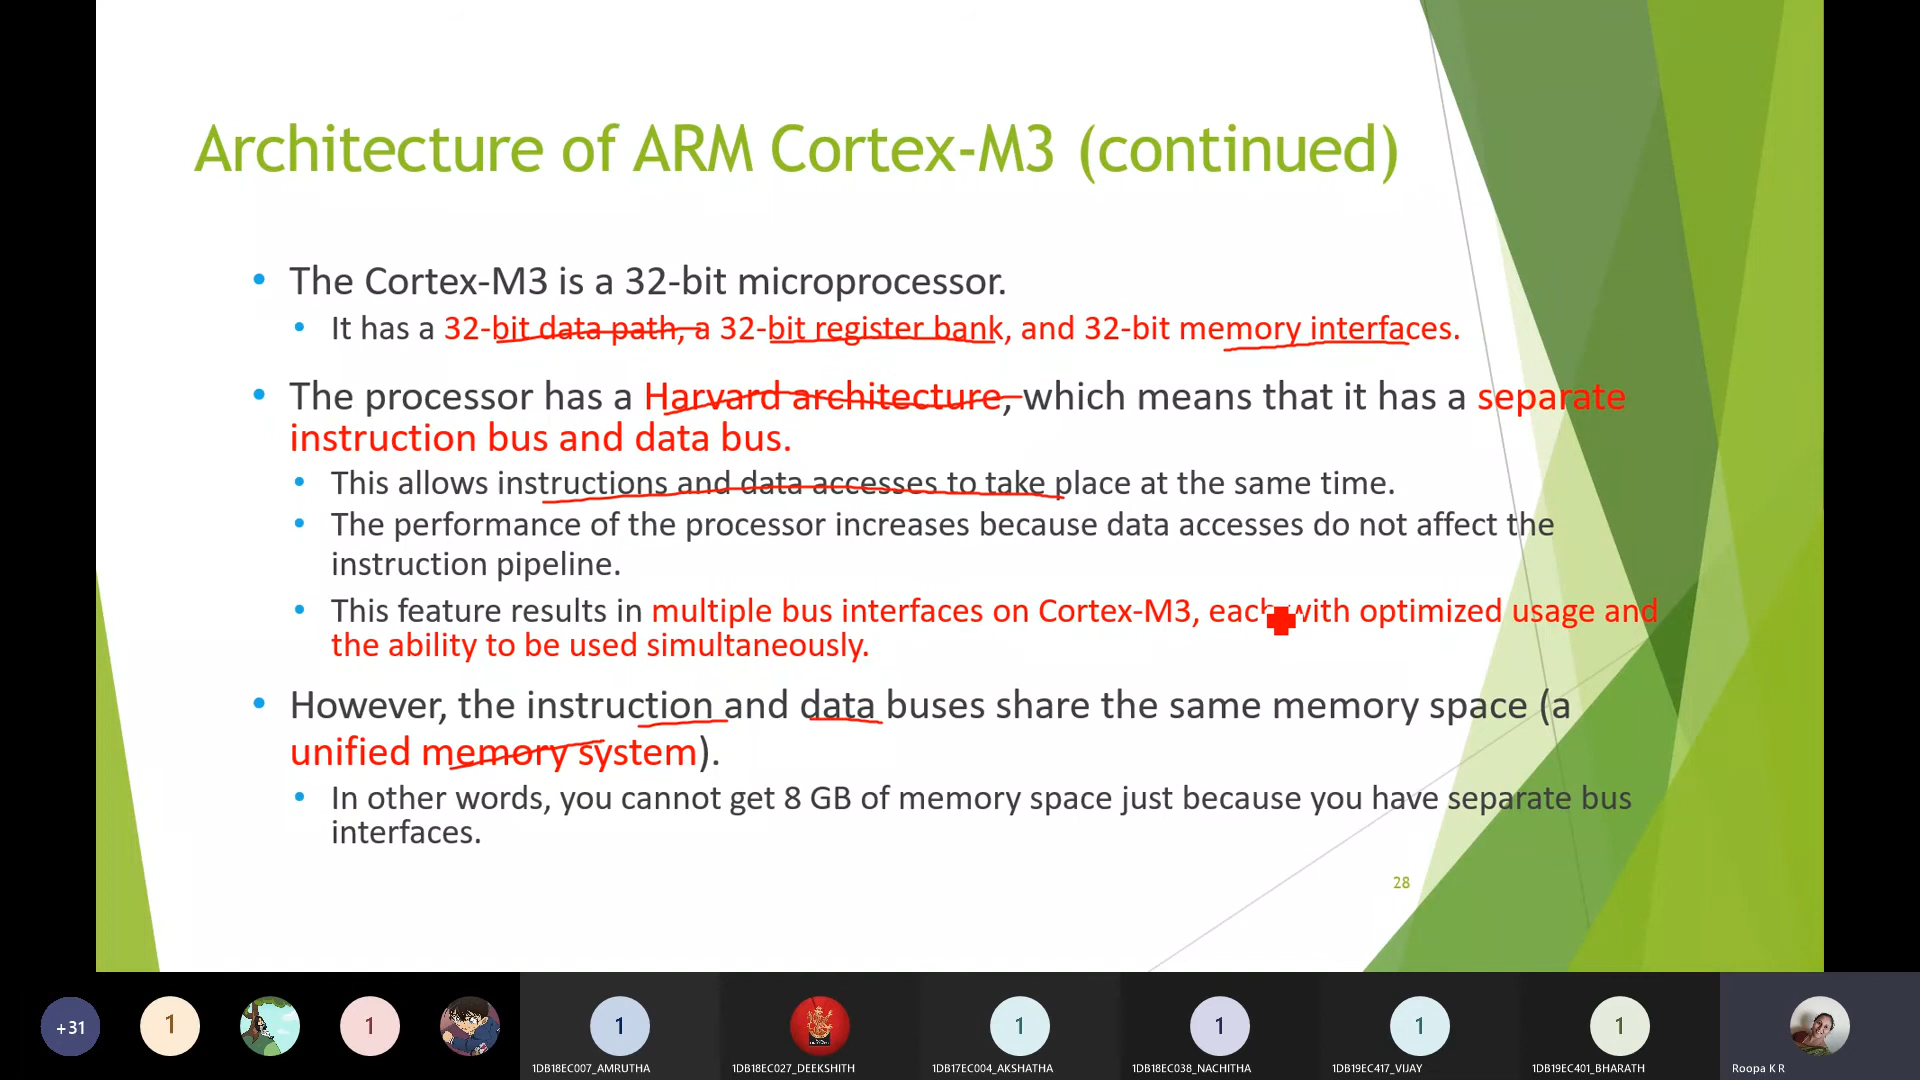 Architecture of ARM Cortex-M3 (continued)
• The Cortex-M3 is a 32-bit microprocessor.
• It has a 32-bit data path, a 32-bit register bank, and 32-bit memory interfaces.
• The processor has a Harvard architecture, which means that it has a separate
instruction bus and data bus.
• This allows instructions and data accesses to take place at the same time.
• The performance of the processor increases because data accesses do not affect the
instruction pipeline.
• This feature results in multiple bus interfaces on Cortex-M3, each with optimized usage and
the ability to be used simultaneously.
• However, the instruction and data buses share the same memory space (a
unified memory system).
• In other words, you cannot get 8 GB of memory space just because you have separate bus
interfaces.
28
+31
1
1
1
1
1
1
1
1DB18EC007_AMRUTHA
1DB18EC027_DEEKSHITH
1DB17EC004_AKSHATHA
1DB18EC038_NACHITHA
1DB19EC417_VIJAY
1DB19EC401_BHARATH
Roopa K R